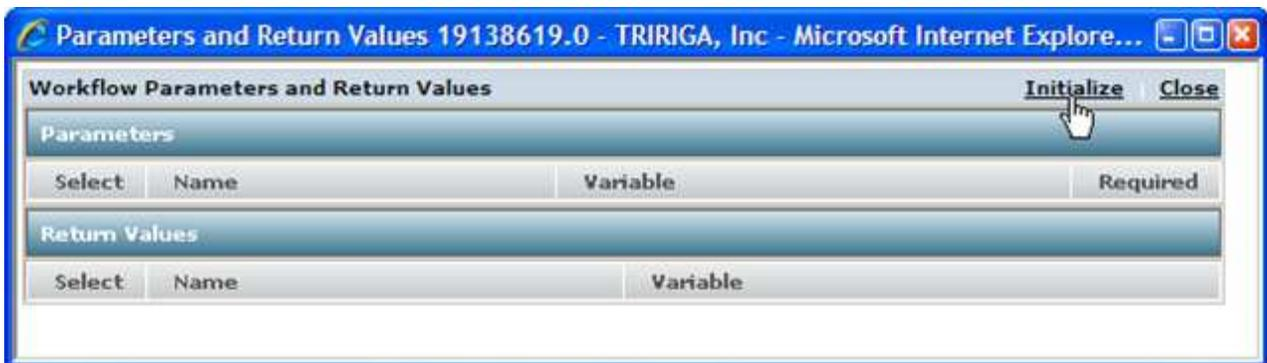 Parameters and Return Values 19138619.0 - TRIRIGA, Inc - Microsoft Internet Explore...
Workflow Parameters and Return Values Initialize Close
Parameters
Select Name Variable Required
Return Values
Select Name Variable